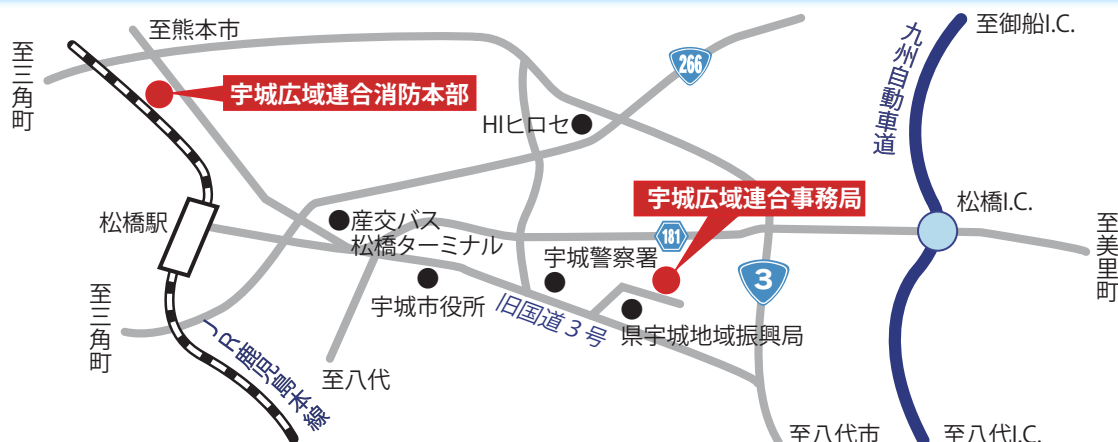 至熊本市
至御船I.C.
至三角町
九州自動車道
266
宇城広域連合消防本部
HIヒロセ
宇城広域連合事務局
松橋I.C.
松橋駅
産交バス
松橋ターミナル
181
至美里町
宇城警察署
3
至三角町
宇城市役所
旧国道3号
県宇城地域振興局
JR鹿児島本線
至八代
至八代市
至八代I.C.